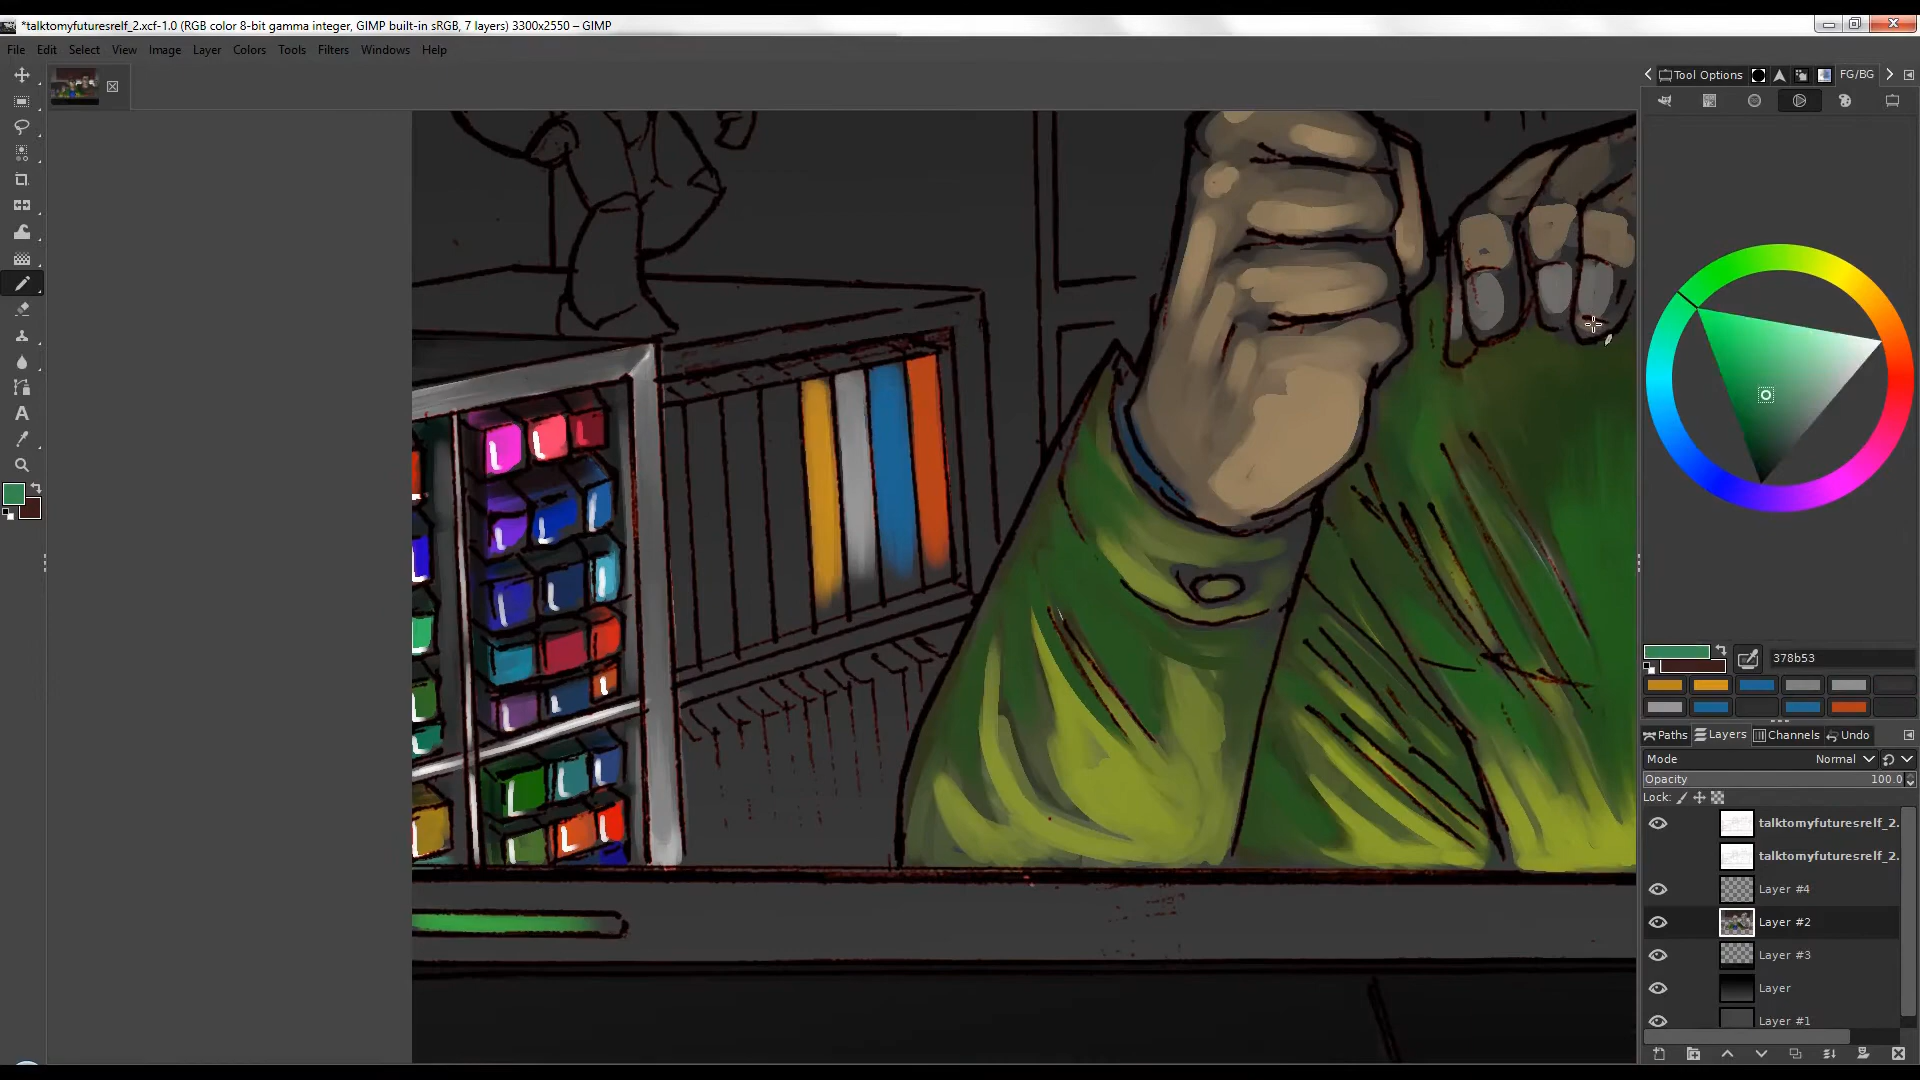 *talktomyfuturesrelf_2.xcf-1.0 (RGB color 8-bit gamma integer, GIMP built-in sRGB, 7 layers) 3300x2550 – GIMP
File Edit Select View Image Layer Colors Tools Filters Windows Help
Tool Options FG/BG
378b53
Paths Layers Channels Undo
Mode Normal
Opacity 100.0
Lock:
talktomyfuturesrelf_2.
talktomyfuturesrelf_2.
Layer #4
Layer #2
Layer #3
Layer
Layer #1